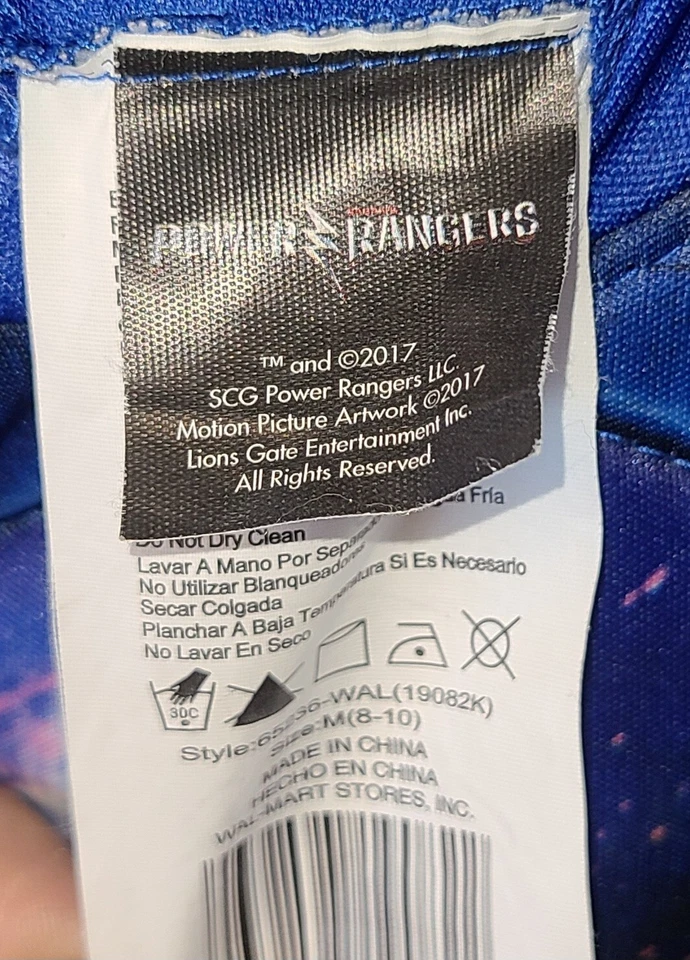 POWER RANGERS
™ and ©2017
SCG Power Rangers LLC.
Motion Picture Artwork ©2017
Lions Gate Entertainment Inc.
All Rights Reserved.
Fría
Do Not Dry Clean
Lavar A Mano Por Separado
No Utilizar Blanqueadores
Secar Colgada
Planchar A Baja Temperatura Si Es Necesario
No Lavar En Seco
30C
Style:65236-WAL(19082K)
Size:M(8-10)
MADE IN CHINA
HECHO EN CHINA
WAL-MART STORES, INC.